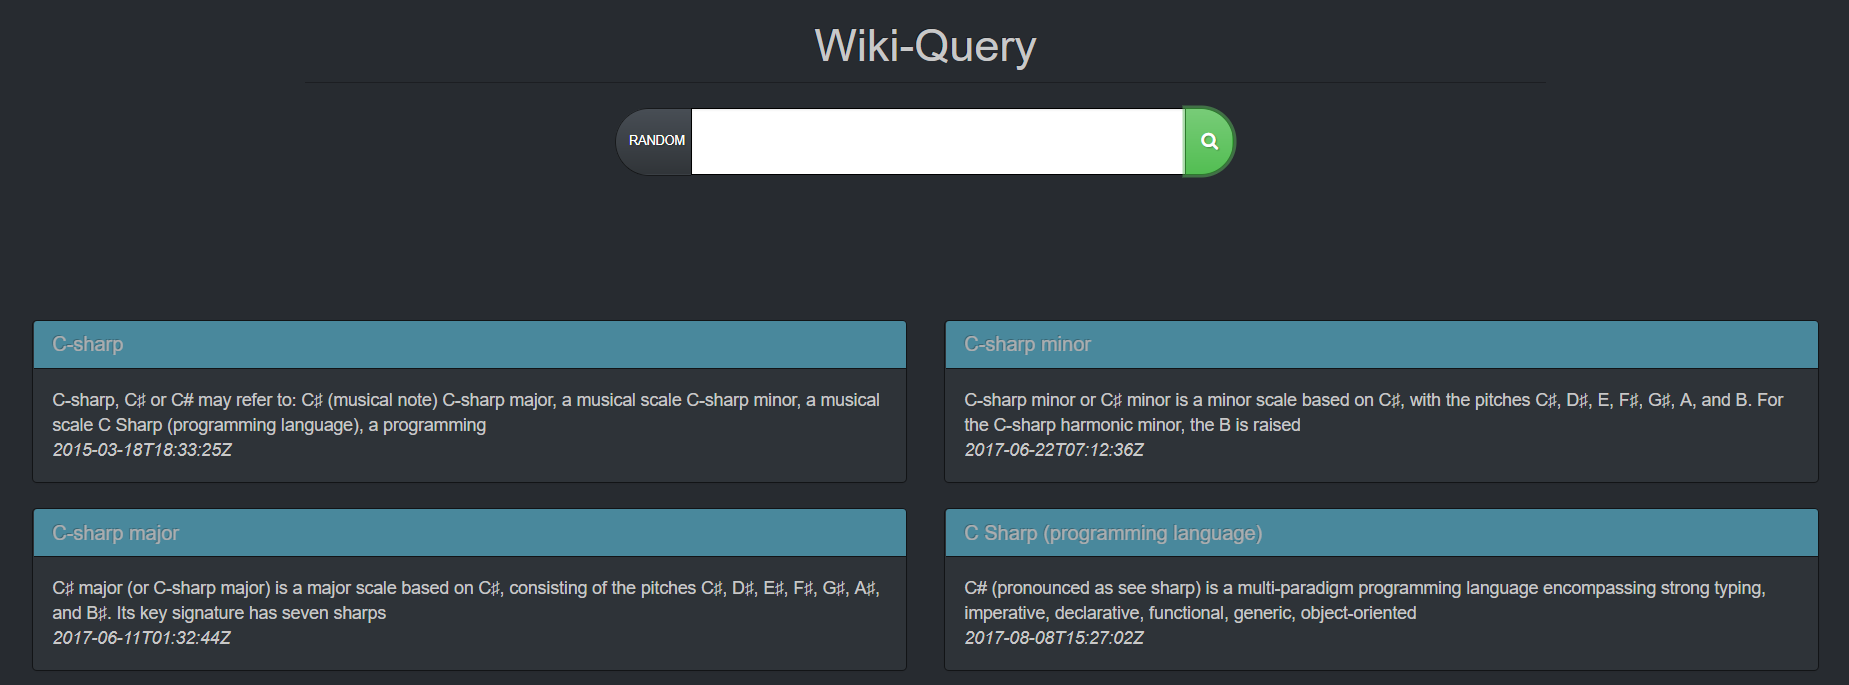 Wiki-Query
RANDOM
C-sharp
C-sharp, C♯ or C# may refer to: C♯ (musical note) C-sharp major, a musical scale C-sharp minor, a musical
scale C Sharp (programming language), a programming
2015-03-18T18:33:25Z
C-sharp minor
C-sharp minor or C♯ minor is a minor scale based on C♯, with the pitches C♯, D♯, E, F♯, G♯, A, and B. For
the C-sharp harmonic minor, the B is raised
2017-06-22T07:12:36Z
C-sharp major
C♯ major (or C-sharp major) is a major scale based on C♯, consisting of the pitches C♯, D♯, E♯, F♯, G♯, A♯,
and B♯. Its key signature has seven sharps
2017-06-11T01:32:44Z
C Sharp (programming language)
C# (pronounced as see sharp) is a multi-paradigm programming language encompassing strong typing,
imperative, declarative, functional, generic, object-oriented
2017-08-08T15:27:02Z